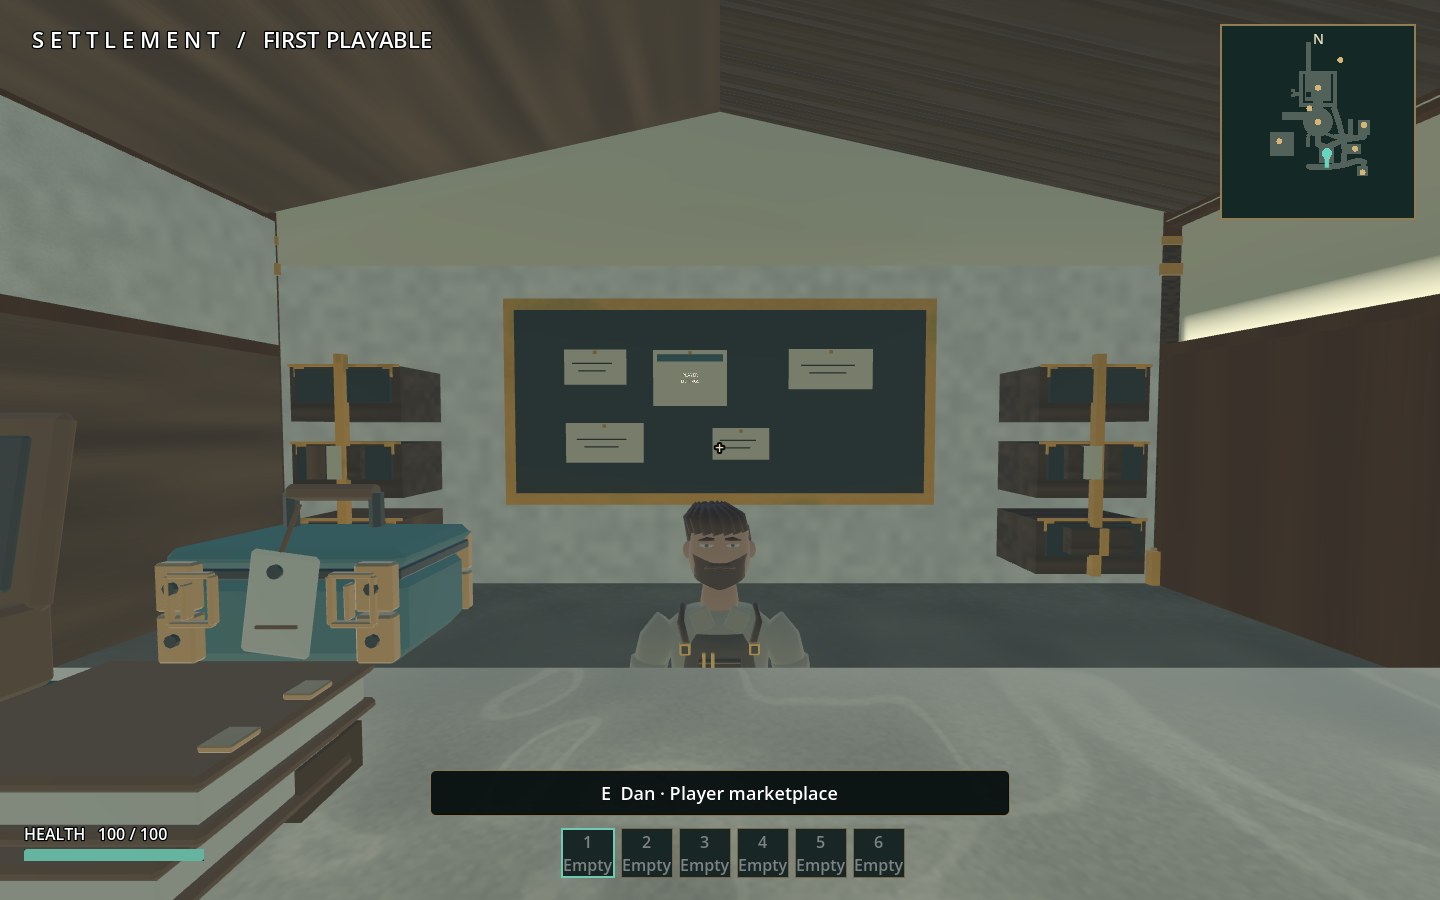 SETTLEMENT / FIRST PLAYABLE
N
E Dan · Player marketplace
HEALTH 100 / 100
1 2 3 4 5 6
Empty Empty Empty Empty Empty Empty